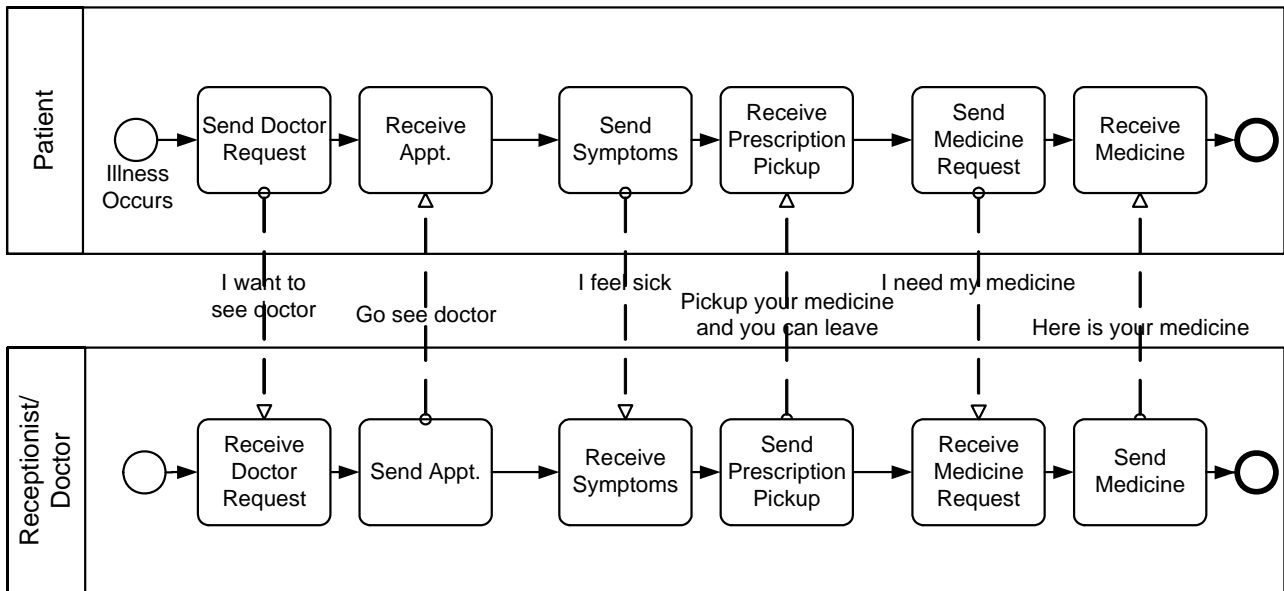 Patient
Illness
Occurs
Send Doctor
Request
Receive
Appt.
Send
Symptoms
Receive
Prescription
Pickup
Send
Medicine
Request
Receive
Medicine
I want to
see doctor
Go see doctor
I feel sick
Pickup your medicine
and you can leave
I need my medicine
Here is your medicine
Receptionist/
Doctor
Receive
Doctor
Request
Send Appt.
Receive
Symptoms
Send
Prescription
Pickup
Receive
Medicine
Request
Send
Medicine